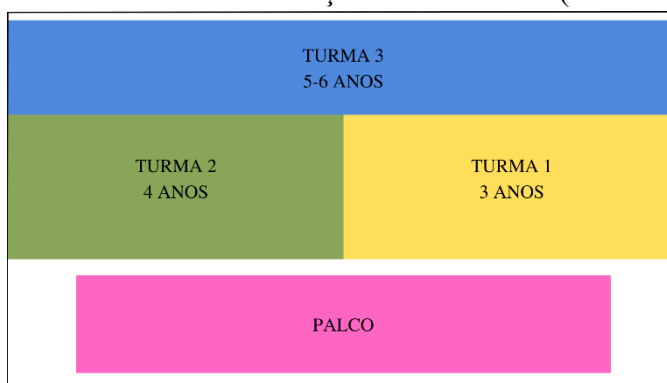 TURMA 3
5-6 ANOS
TURMA 2
4 ANOS
TURMA 1
3 ANOS
PALCO